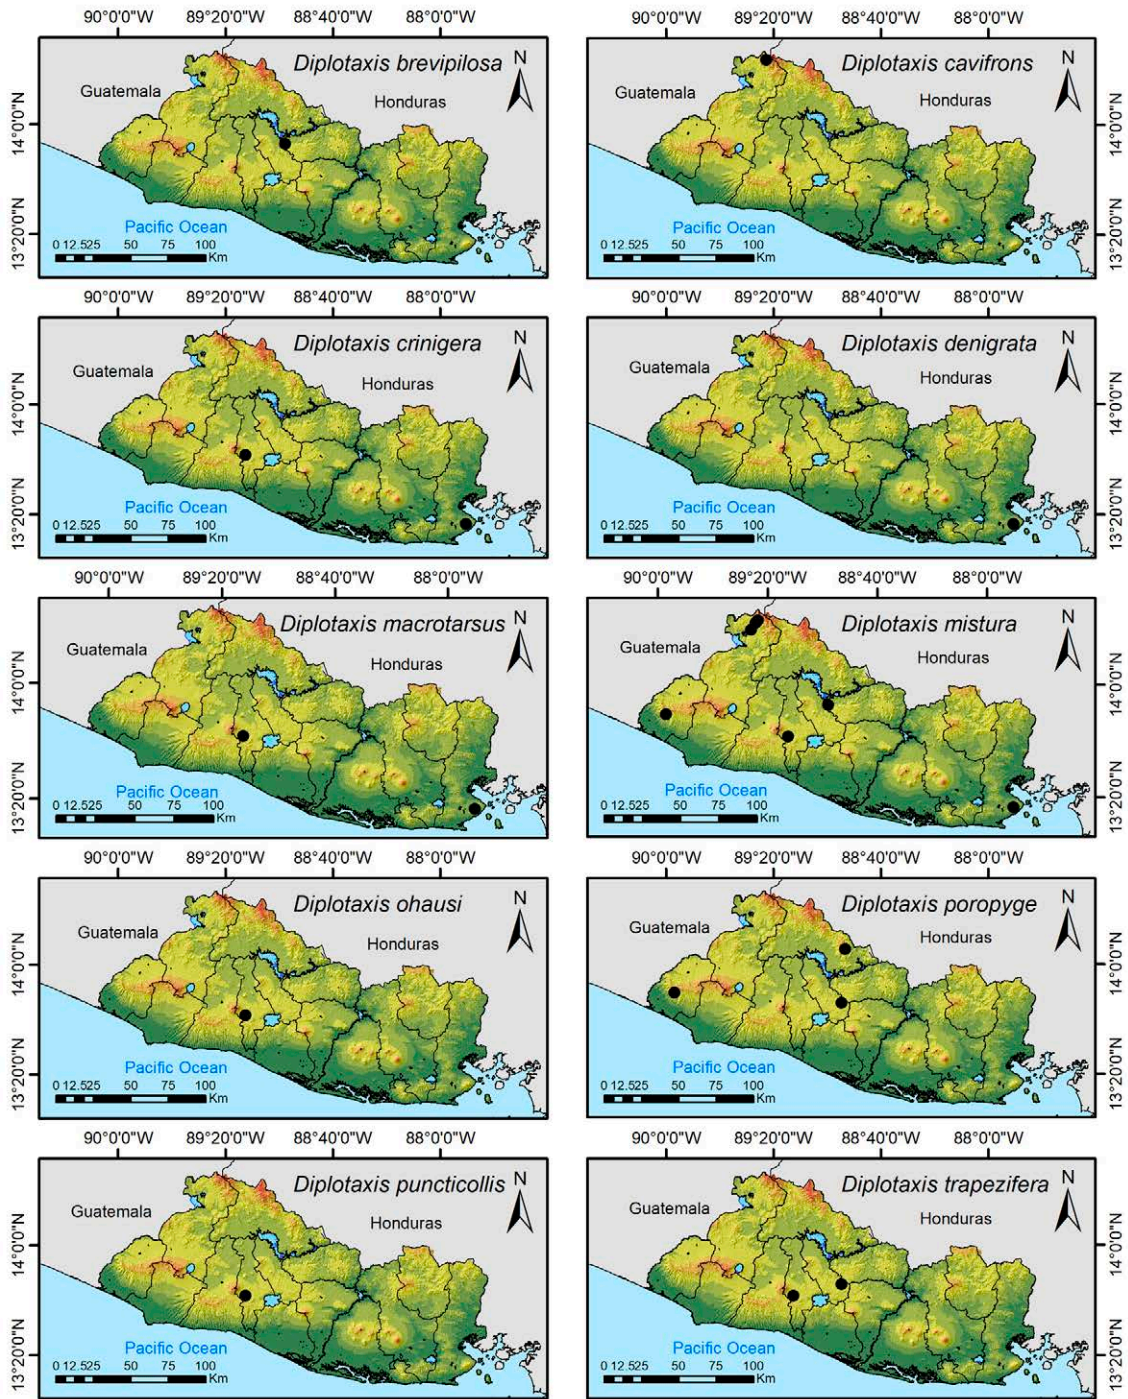 90°0'0"W 89°20'0"W 88°40'0"W 88°0'0"W
90°0'0"W 89°20'0"W 88°40'0"W 88°0'0"W
Diplotaxis brevipilosa
N
Guatemala
Honduras
14°0'0"N
13°20'0"N
Pacific Ocean
0 12.525 50 75 100
Km
Diplotaxis cavifrons
N
Guatemala
Honduras
14°0'0"N
13°20'0"N
Pacific Ocean
0 12.525 50 75 100
Km
90°0'0"W 89°20'0"W 88°40'0"W 88°0'0"W
90°0'0"W 89°20'0"W 88°40'0"W 88°0'0"W
Diplotaxis crinigera
N
Guatemala
Honduras
14°0'0"N
13°20'0"N
Pacific Ocean
0 12.525 50 75 100
Km
Diplotaxis denigrata
N
Guatemala
Honduras
14°0'0"N
13°20'0"N
Pacific Ocean
0 12.525 50 75 100
Km
90°0'0"W 89°20'0"W 88°40'0"W 88°0'0"W
90°0'0"W 89°20'0"W 88°40'0"W 88°0'0"W
Diplotaxis macrotarsus
N
Guatemala
Honduras
14°0'0"N
13°20'0"N
Pacific Ocean
0 12.525 50 75 100
Km
Diplotaxis mistura
N
Guatemala
Honduras
14°0'0"N
13°20'0"N
Pacific Ocean
0 12.525 50 75 100
Km
90°0'0"W 89°20'0"W 88°40'0"W 88°0'0"W
90°0'0"W 89°20'0"W 88°40'0"W 88°0'0"W
Diplotaxis ohausi
N
Guatemala
Honduras
14°0'0"N
13°20'0"N
Pacific Ocean
0 12.525 50 75 100
Km
Diplotaxis poropyge
N
Guatemala
Honduras
14°0'0"N
13°20'0"N
Pacific Ocean
0 12.525 50 75 100
Km
90°0'0"W 89°20'0"W 88°40'0"W 88°0'0"W
90°0'0"W 89°20'0"W 88°40'0"W 88°0'0"W
Diplotaxis puncticollis
N
Guatemala
Honduras
14°0'0"N
13°20'0"N
Pacific Ocean
0 12.525 50 75 100
Km
Diplotaxis trapezifera
N
Guatemala
Honduras
14°0'0"N
13°20'0"N
Pacific Ocean
0 12.525 50 75 100
Km